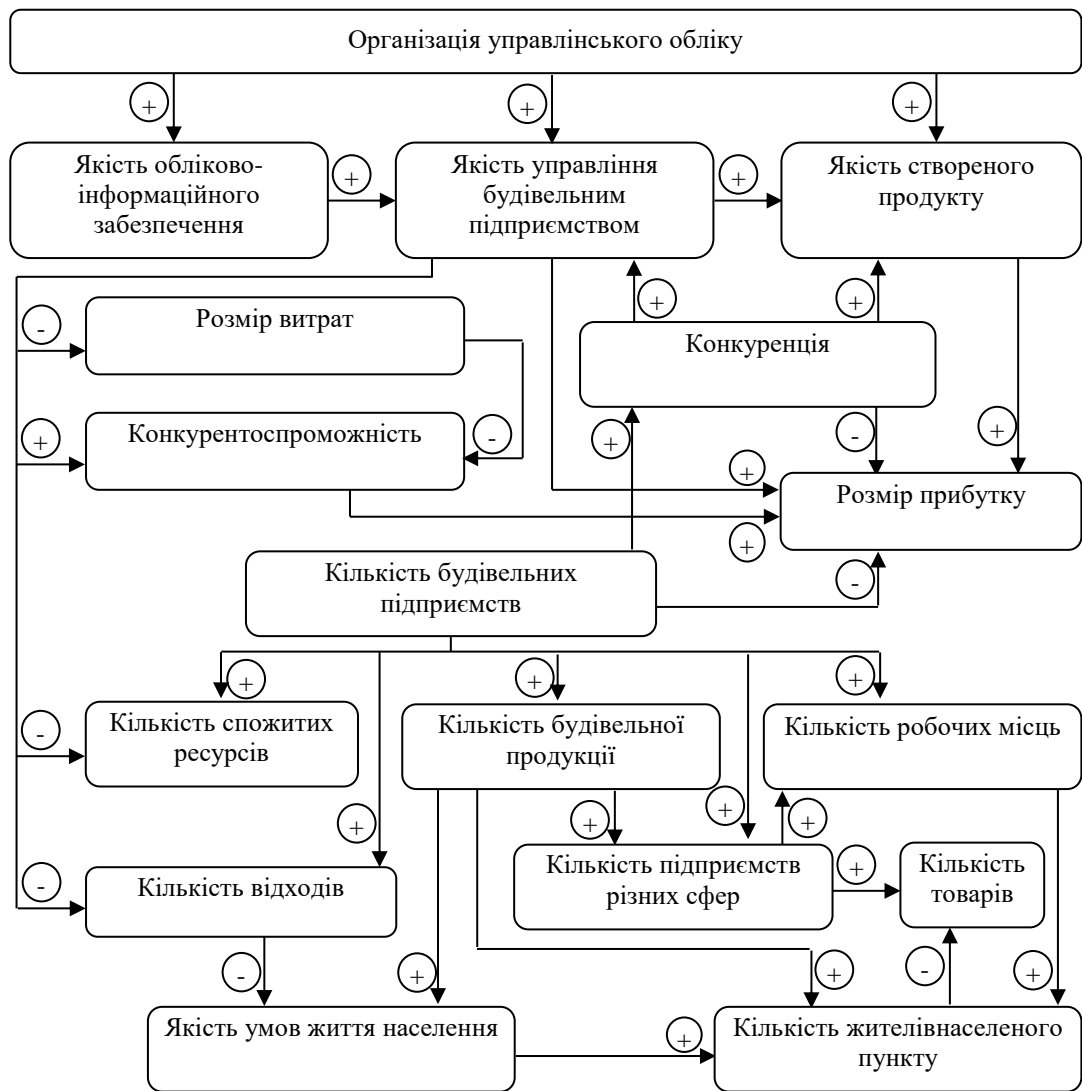 Організація управлінського обліку
+
+
+
Якість обліково-
інформаційного
забезпечення
+
Якість управління
будівельним
підприємством
+
Якість створеного
продукту
-
Розмір витрат
+
+
Конкуренція
+
Конкурентоспроможність
-
+
-
+
+
Розмір прибутку
+
Кількість будівельних
підприємств
-
+
+
+
+
-
Кількість спожитих
ресурсів
Кількість будівельної
продукції
Кількість робочих місць
+
+
+
+
Кількість підприємств
різних сфер
+
Кількість
товарів
-
Кількість відходів
-
+
+
-
+
Якість умов життя населення
+
Кількість жителівнаселеного
пункту